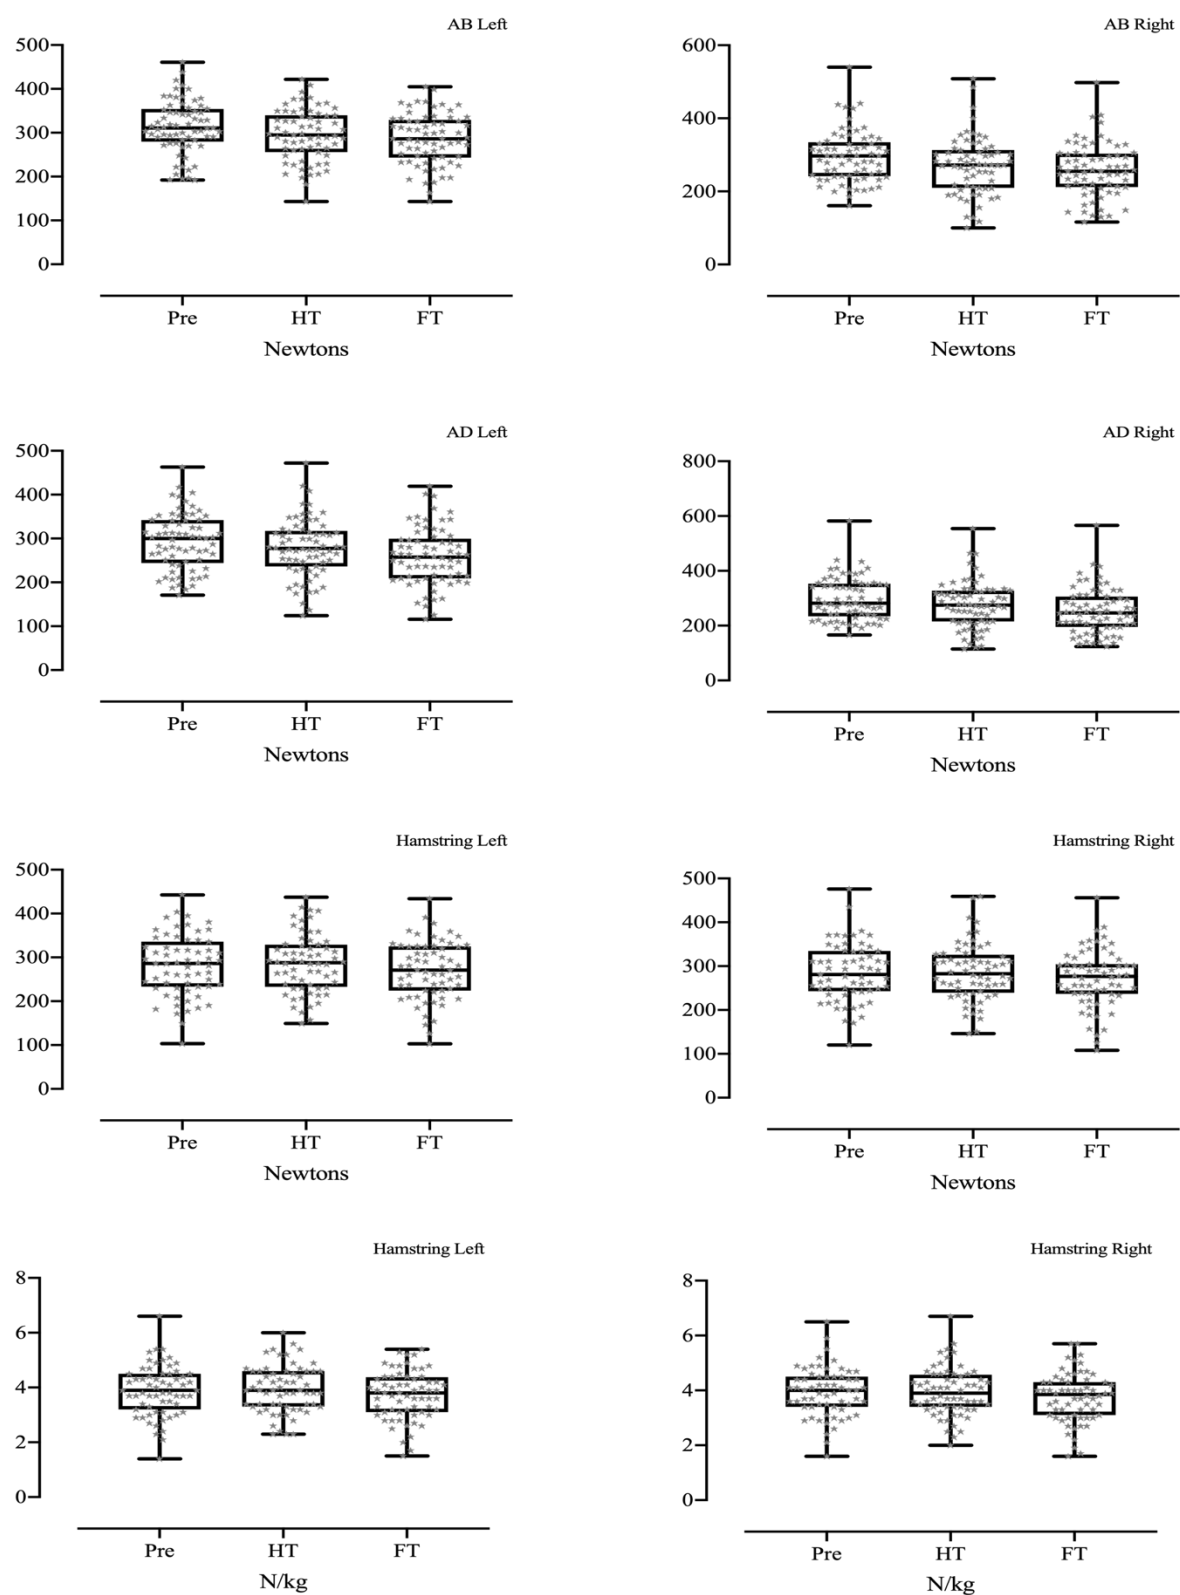 AB Left
500
400
300
200
100
0
Pre HT FT
Newtons
AB Right
600
400
200
0
Pre HT FT
Newtons
AD Left
500
400
300
200
100
0
Pre HT FT
Newtons
AD Right
800
600
400
200
0
Pre HT FT
Newtons
Hamstring Left
500
400
300
200
100
0
Pre HT FT
Newtons
Hamstring Right
500
400
300
200
100
0
Pre HT FT
Newtons
Hamstring Left
8
6
4
2
0
Pre HT FT
N/kg
Hamstring Right
8
6
4
2
0
Pre HT FT
N/kg